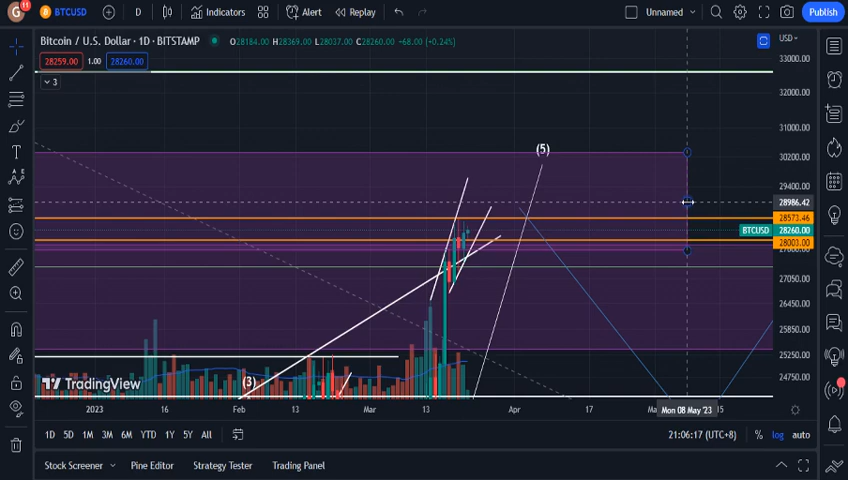 G
11
BTCUSD
D
Indicators
Alert
Replay
Unnamed
Publish
Bitcoin / U.S. Dollar · 1D · BITSTAMP
O28184.00 H28369.00 L28037.00 C28260.00 +68.00 (+0.24%)
28259.00 1.00 28260.00
3
USD
33000.00
32000.00
31000.00
30200.00
29400.00
28986.42
28573.46
BTCUSD 28260.00
28003.00
27050.00
26450.00
25850.00
25250.00
24750.00
(5)
(3)
TradingView
2023 16 Feb 13 Mar 13 Apr 17 Mon 08 May '23 15
1D 5D 1M 3M 6M YTD 1Y 5Y All
21:06:17 (UTC+8) % log auto
Stock Screener Pine Editor Strategy Tester Trading Panel